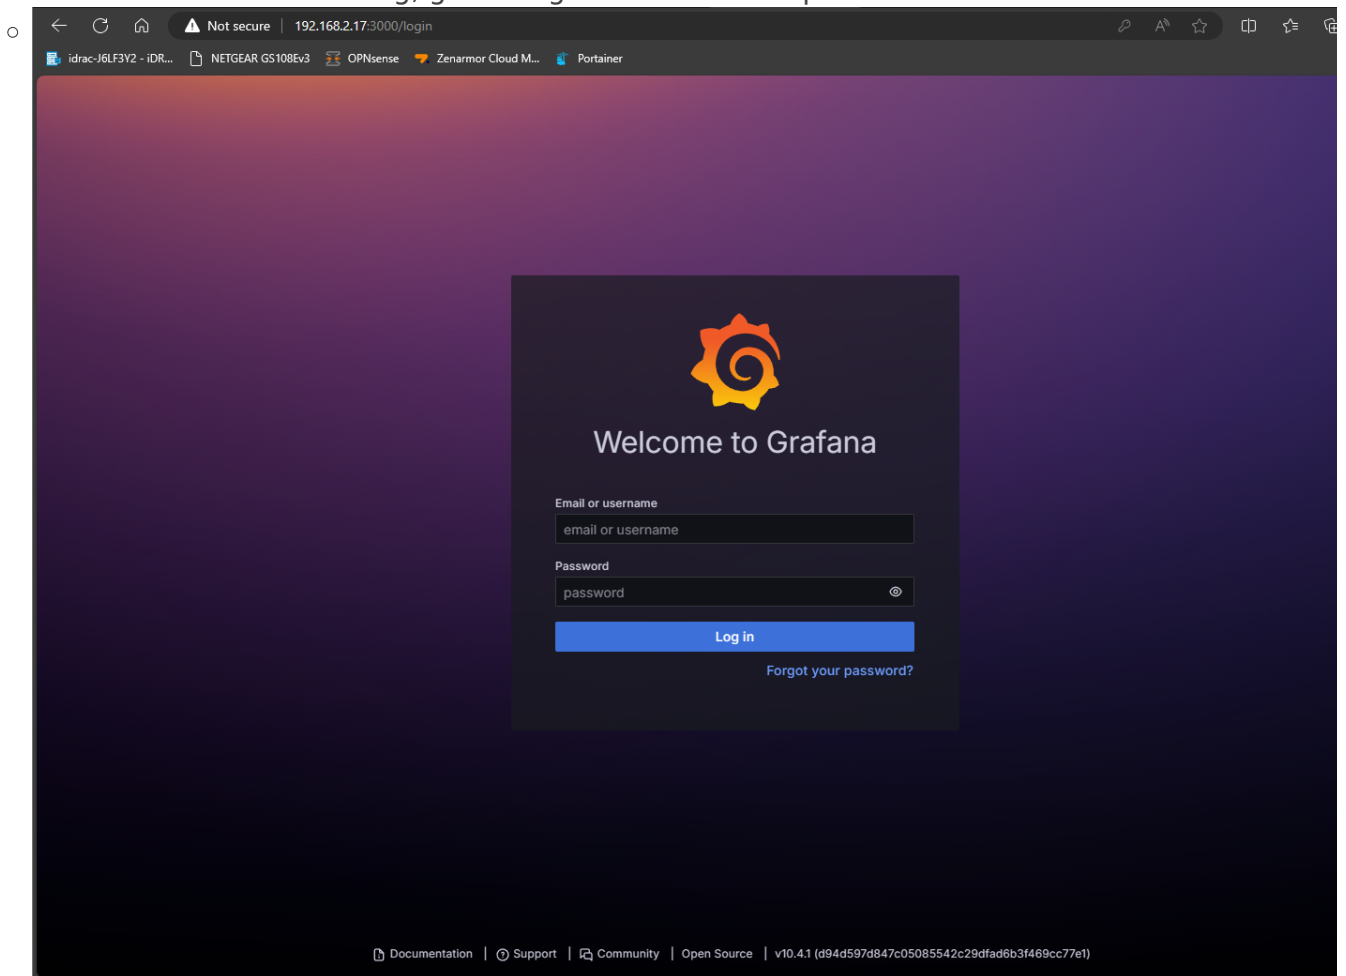 Not secure 192.168.2.17:3000/login
idrac-J6LF3Y2 - iDR... NETGEAR GS108Ev3 OPNsense Zenarmor Cloud M... Portainer
Welcome to Grafana
Email or username
email or username
Password
password
Log in
Forgot your password?
Documentation | Support | Community | Open Source | v10.4.1 (d94d597d847c05085542c29dfad6b3f469cc77e1)